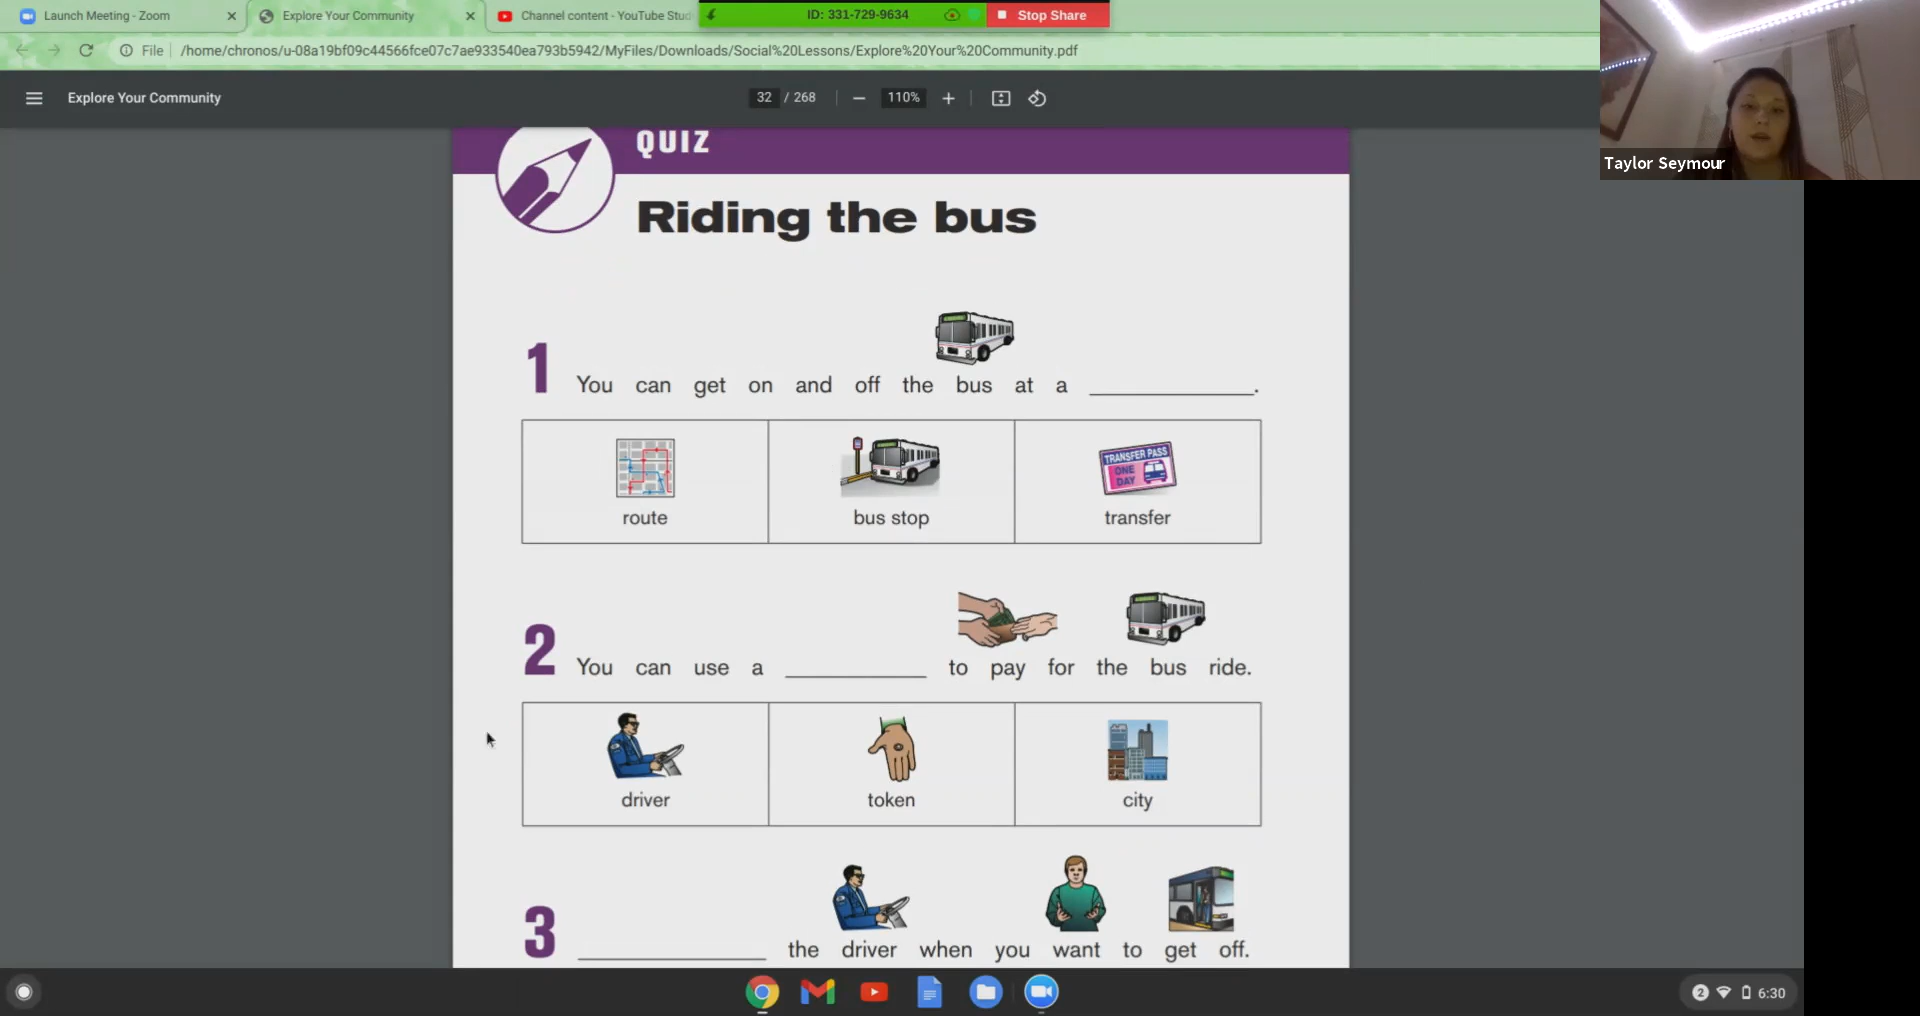 Launch Meeting - Zoom
Explore Your Community
Channel content - YouTube Stud
ID: 331-729-9634
Stop Share
File
/home/chronos/u-08a19bf09c44566fce07c7ae933540ea793b5942/MyFiles/Downloads/Social%20Lessons/Explore%20Your%20Community.pdf
Explore Your Community
32 / 268
110%
Taylor Seymour
QUIZ
Riding the bus
1 You can get on and off the bus at a ____________.
route
bus stop
TRANSFER PASS
ONE
DAY
transfer
2 You can use a ____________ to pay for the bus ride.
driver
token
city
3 ____________ the driver when you want to get off.
2
6:30